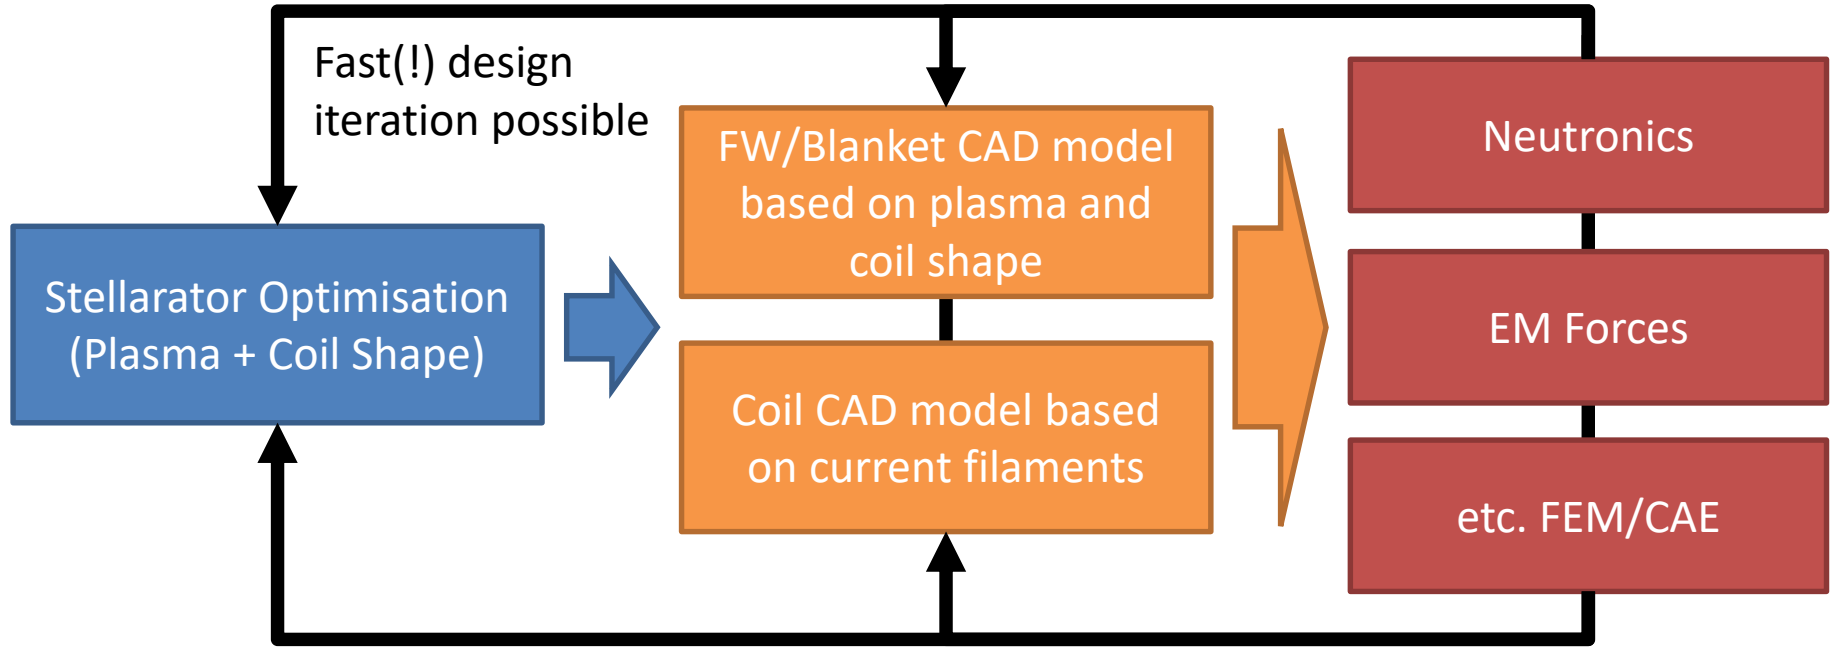 Fast(!) design
iteration possible
Stellarator Optimisation
(Plasma + Coil Shape)
FW/Blanket CAD model
based on plasma and
coil shape
Coil CAD model based
on current filaments
Neutronics
EM Forces
etc. FEM/CAE